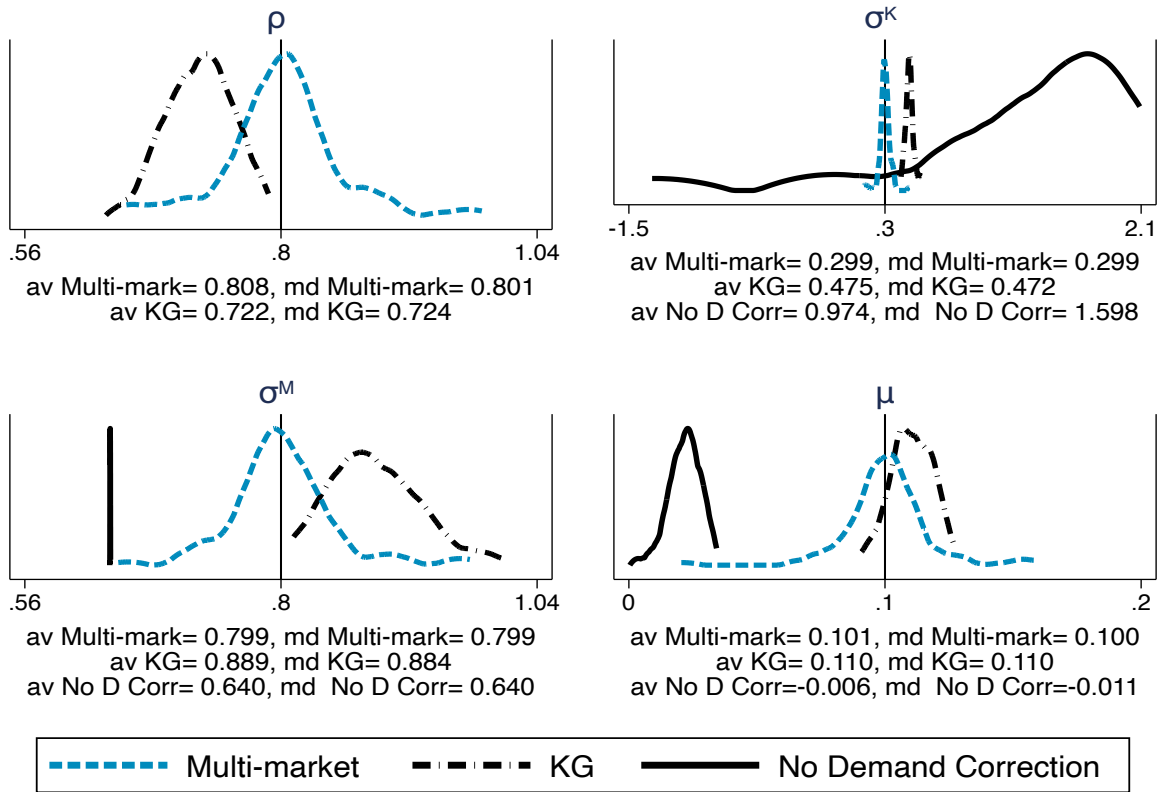 ρ
.56 .8 1.04
av Multi-mark= 0.808, md Multi-mark= 0.801
av KG= 0.722, md KG= 0.724
σᴷ
-1.5 .3 2.1
av Multi-mark= 0.299, md Multi-mark= 0.299
av KG= 0.475, md KG= 0.472
av No D Corr= 0.974, md No D Corr= 1.598
σᴹ
.56 .8 1.04
av Multi-mark= 0.799, md Multi-mark= 0.799
av KG= 0.889, md KG= 0.884
av No D Corr= 0.640, md No D Corr= 0.640
μ
0 .1 .2
av Multi-mark= 0.101, md Multi-mark= 0.100
av KG= 0.110, md KG= 0.110
av No D Corr=-0.006, md No D Corr=-0.011
Multi-market KG No Demand Correction